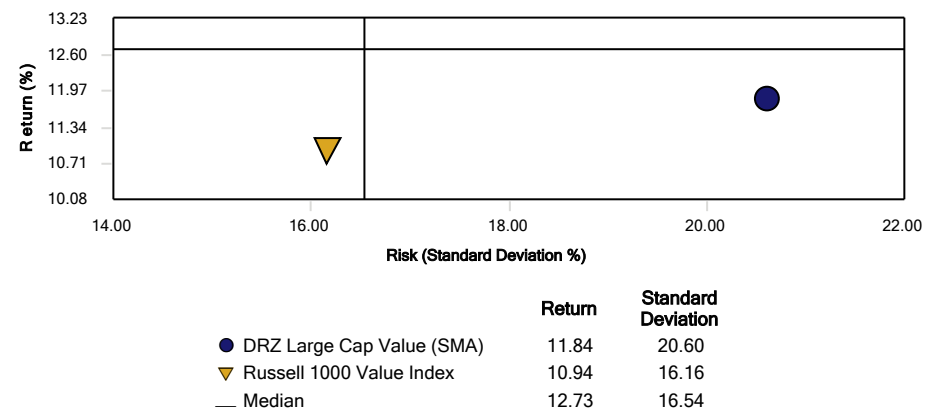 13.23
12.60
11.97
11.34
10.71
10.08
Return (%)
14.00 16.00 18.00 20.00 22.00
Risk (Standard Deviation %)
Return Standard Deviation
DRZ Large Cap Value (SMA) 11.84 20.60
Russell 1000 Value Index 10.94 16.16
Median 12.73 16.54